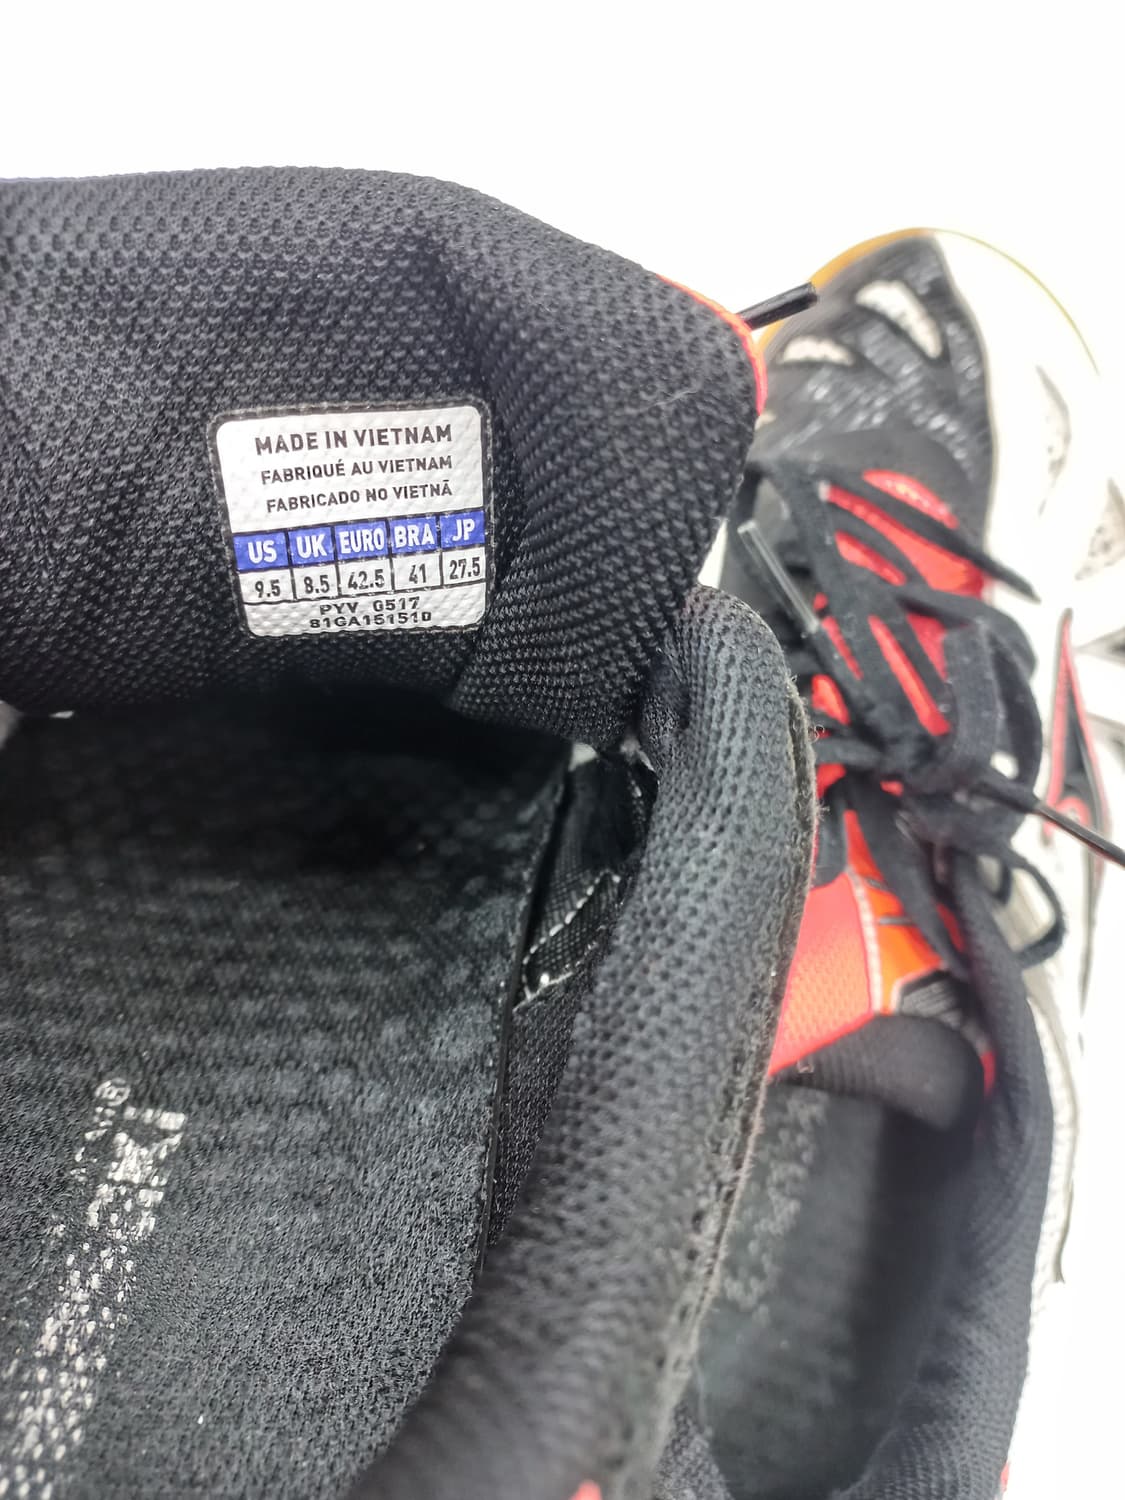 MADE IN VIETNAM
FABRIQUÉ AU VIETNAM
FABRICADO NO VIETNÃ
US UK EURO BRA JP
9.5 8.5 42.5 41 27.5
PYV 0517
81GA151510